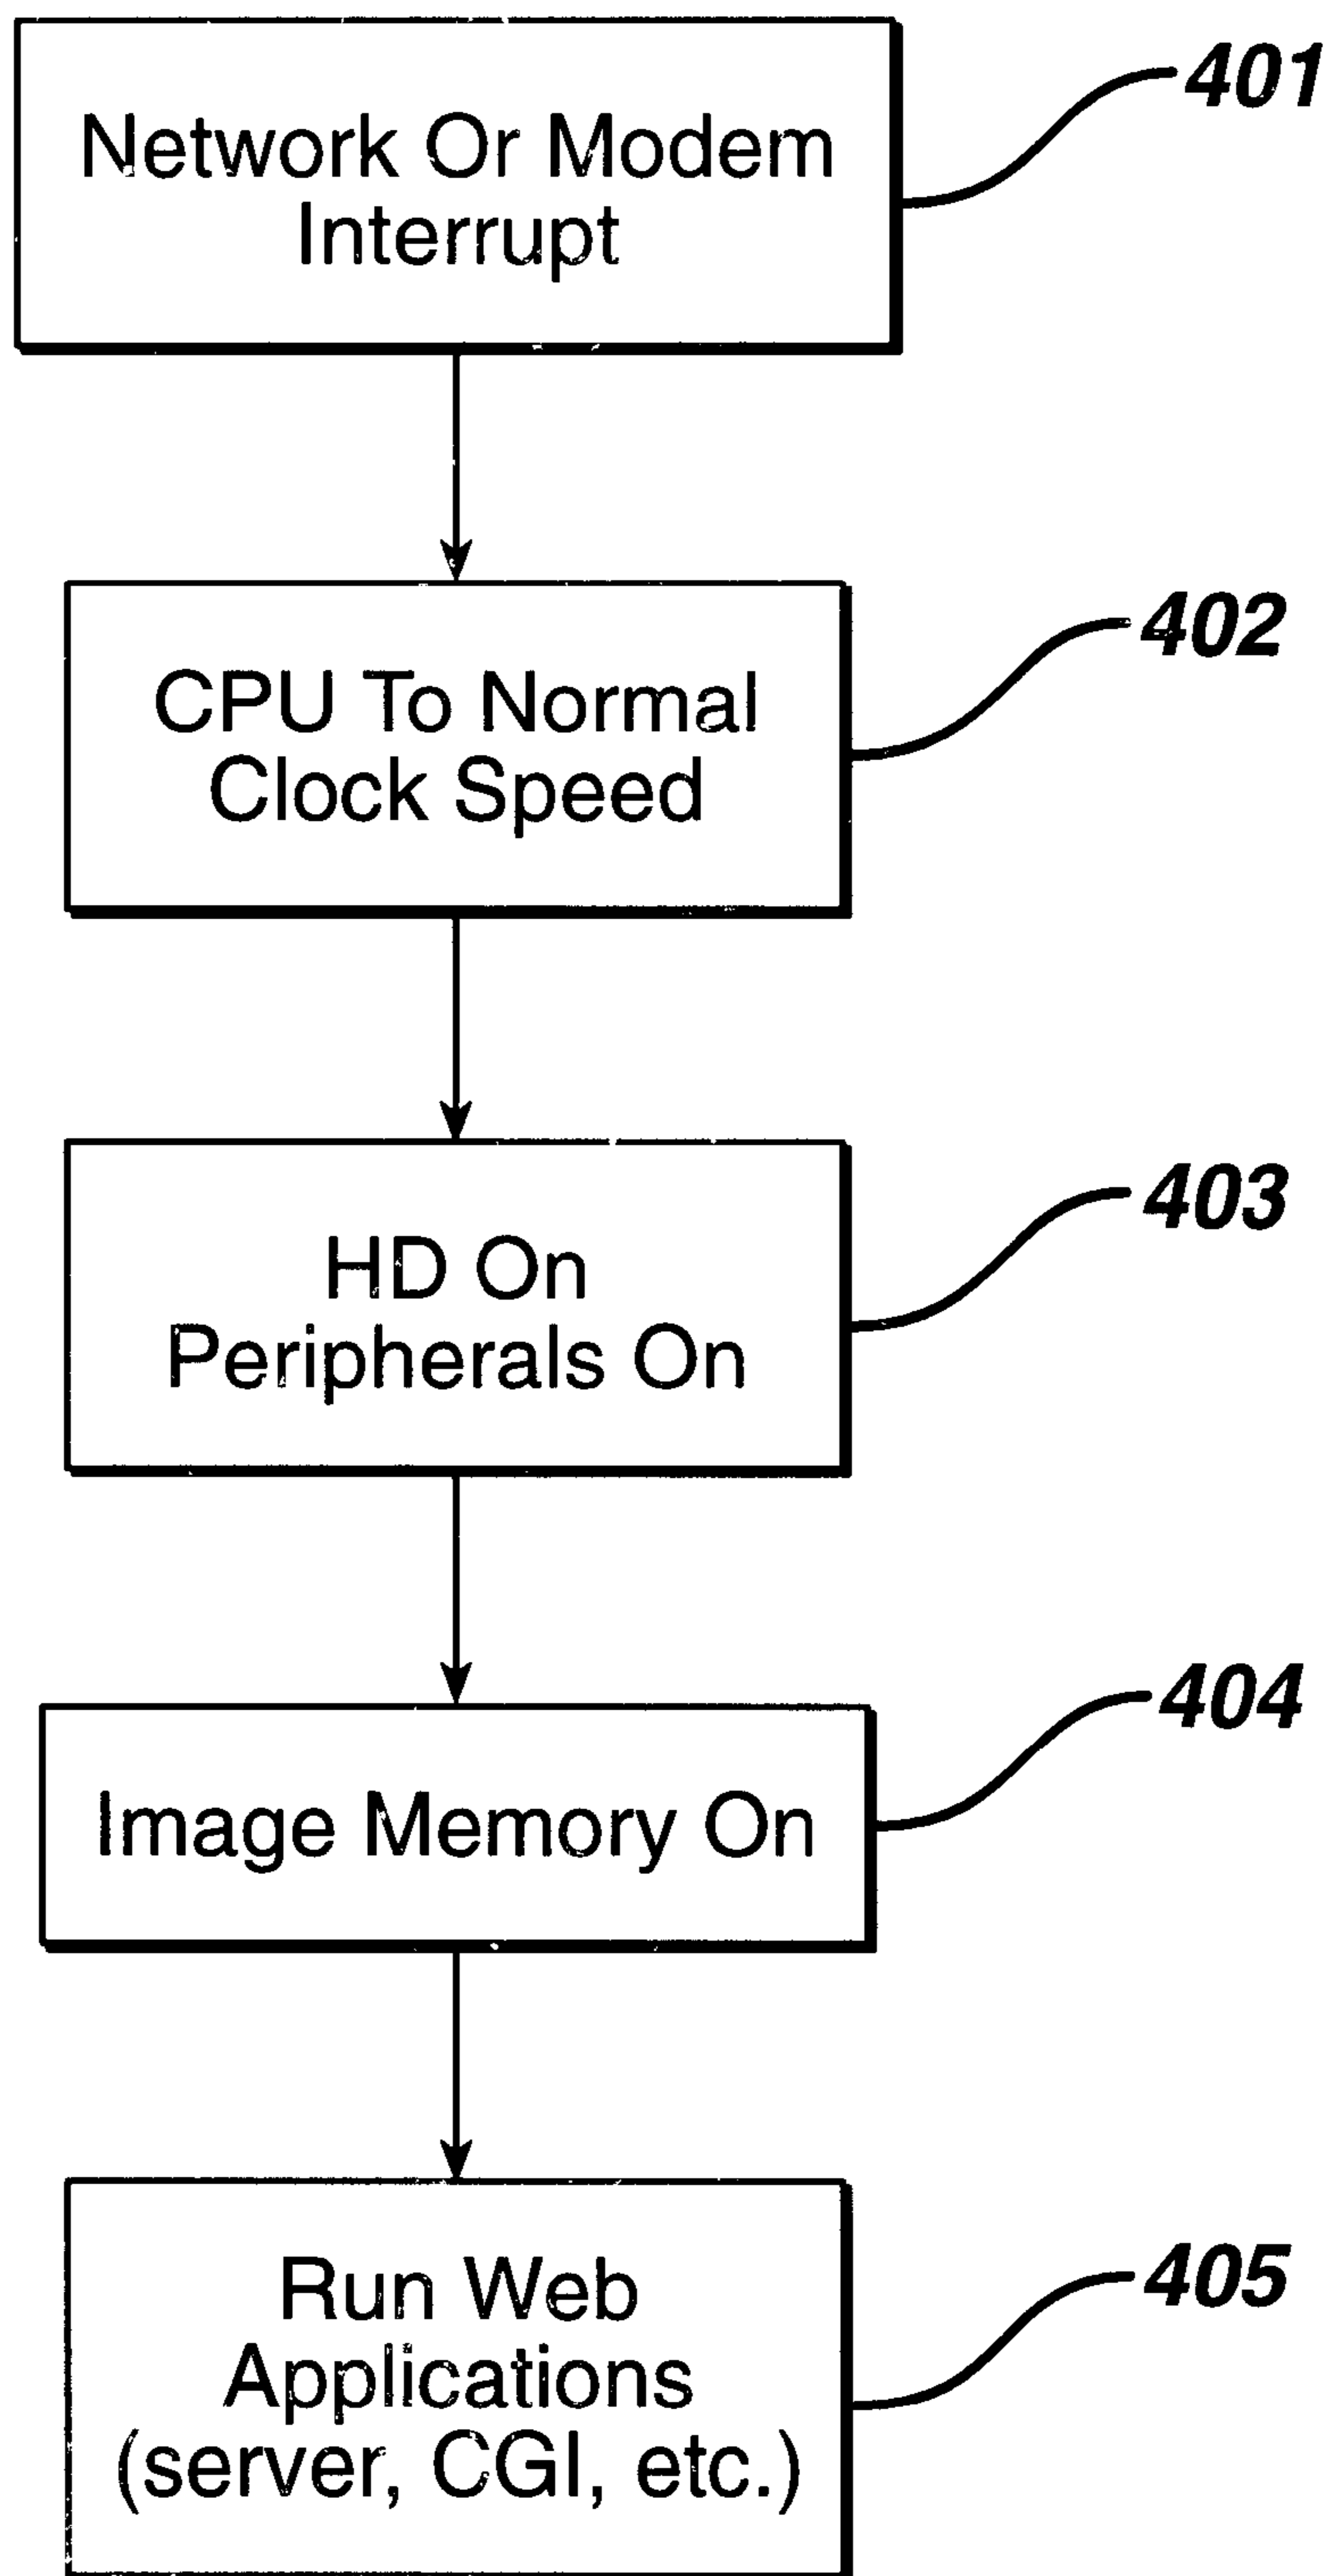 Network Or Modem
Interrupt
401
CPU To Normal
Clock Speed
402
HD On
Peripherals On
403
Image Memory On
404
Run Web
Applications
(server, CGI, etc.)
405